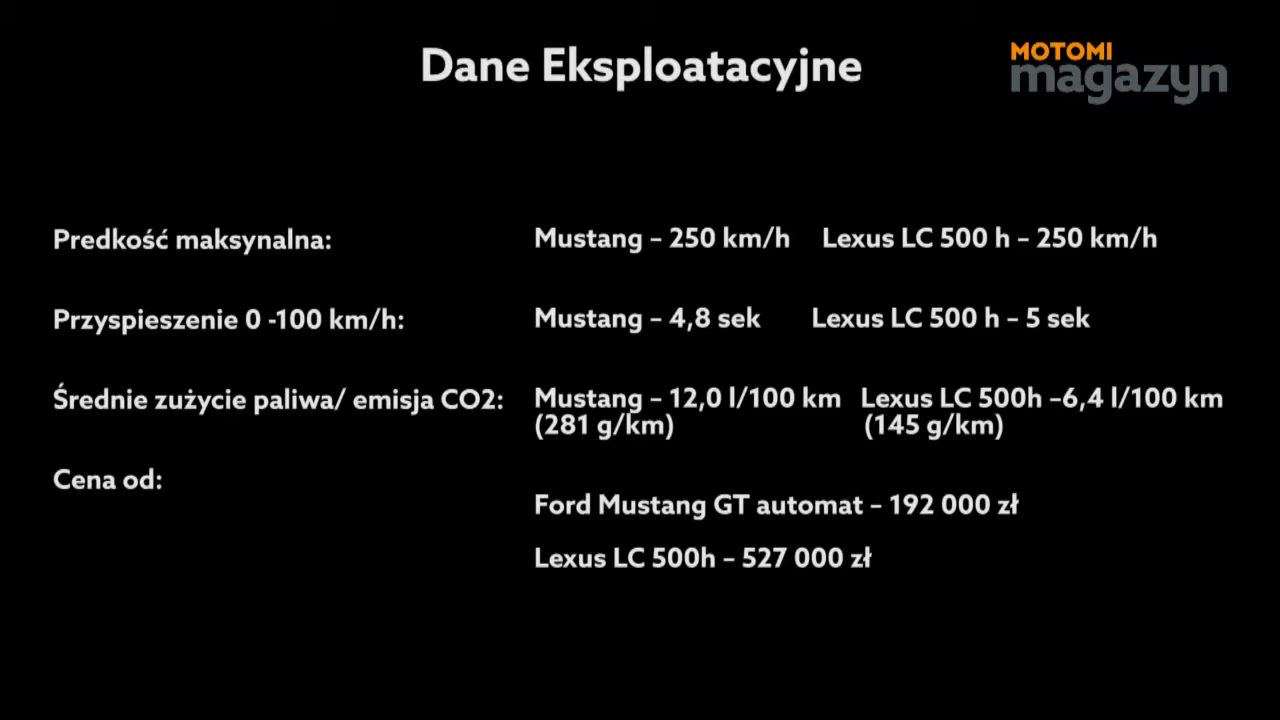 Dane Eksploatacyjne
MOTOMI
magazyn
Predkość maksynalna: Mustang – 250 km/h Lexus LC 500 h – 250 km/h
Przyspieszenie 0 -100 km/h: Mustang – 4,8 sek Lexus LC 500 h – 5 sek
Średnie zużycie paliwa/ emisja CO2: Mustang – 12,0 l/100 km Lexus LC 500h –6,4 l/100 km
(281 g/km) (145 g/km)
Cena od:
Ford Mustang GT automat – 192 000 zł
Lexus LC 500h – 527 000 zł